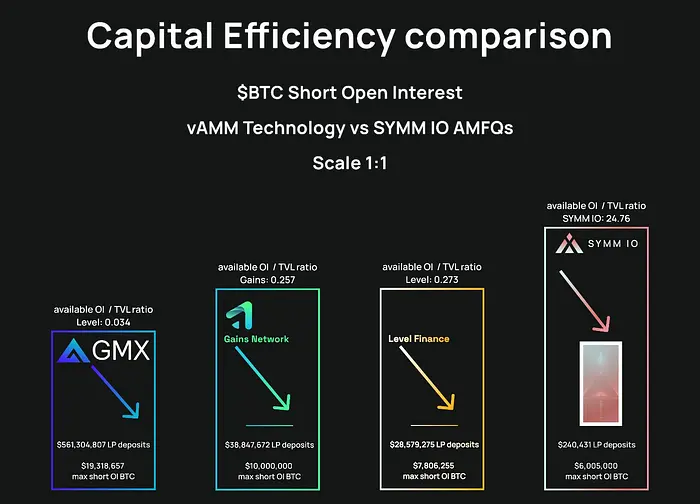 Capital Efficiency comparison
$BTC Short Open Interest
vAMM Technology vs SYMM IO AMFQs
Scale 1:1
available OI / TVL ratio
Level: 0.034
GMX
$561,304,807 LP deposits
$19,318,657
max short OI BTC
available OI / TVL ratio
Gains: 0.257
Gains Network
$38,847,672 LP deposits
$10,000,000
max short OI BTC
available OI / TVL ratio
Level: 0.273
Level Finance
$28,579,275 LP deposits
$7,806,255
max short OI BTC
available OI / TVL ratio
SYMM IO: 24.76
SYMM IO
$240,431 LP deposits
$6,005,000
max short OI BTC